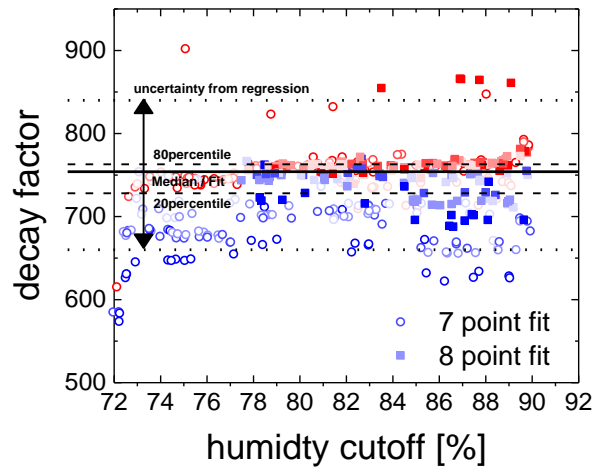 900
800
700
600
500
decay factor
uncertainty from regression
80percentile
Median / Fit
20percentile
7 point fit
8 point fit
72 74 76 78 80 82 84 86 88 90 92
humidty cutoff [%]